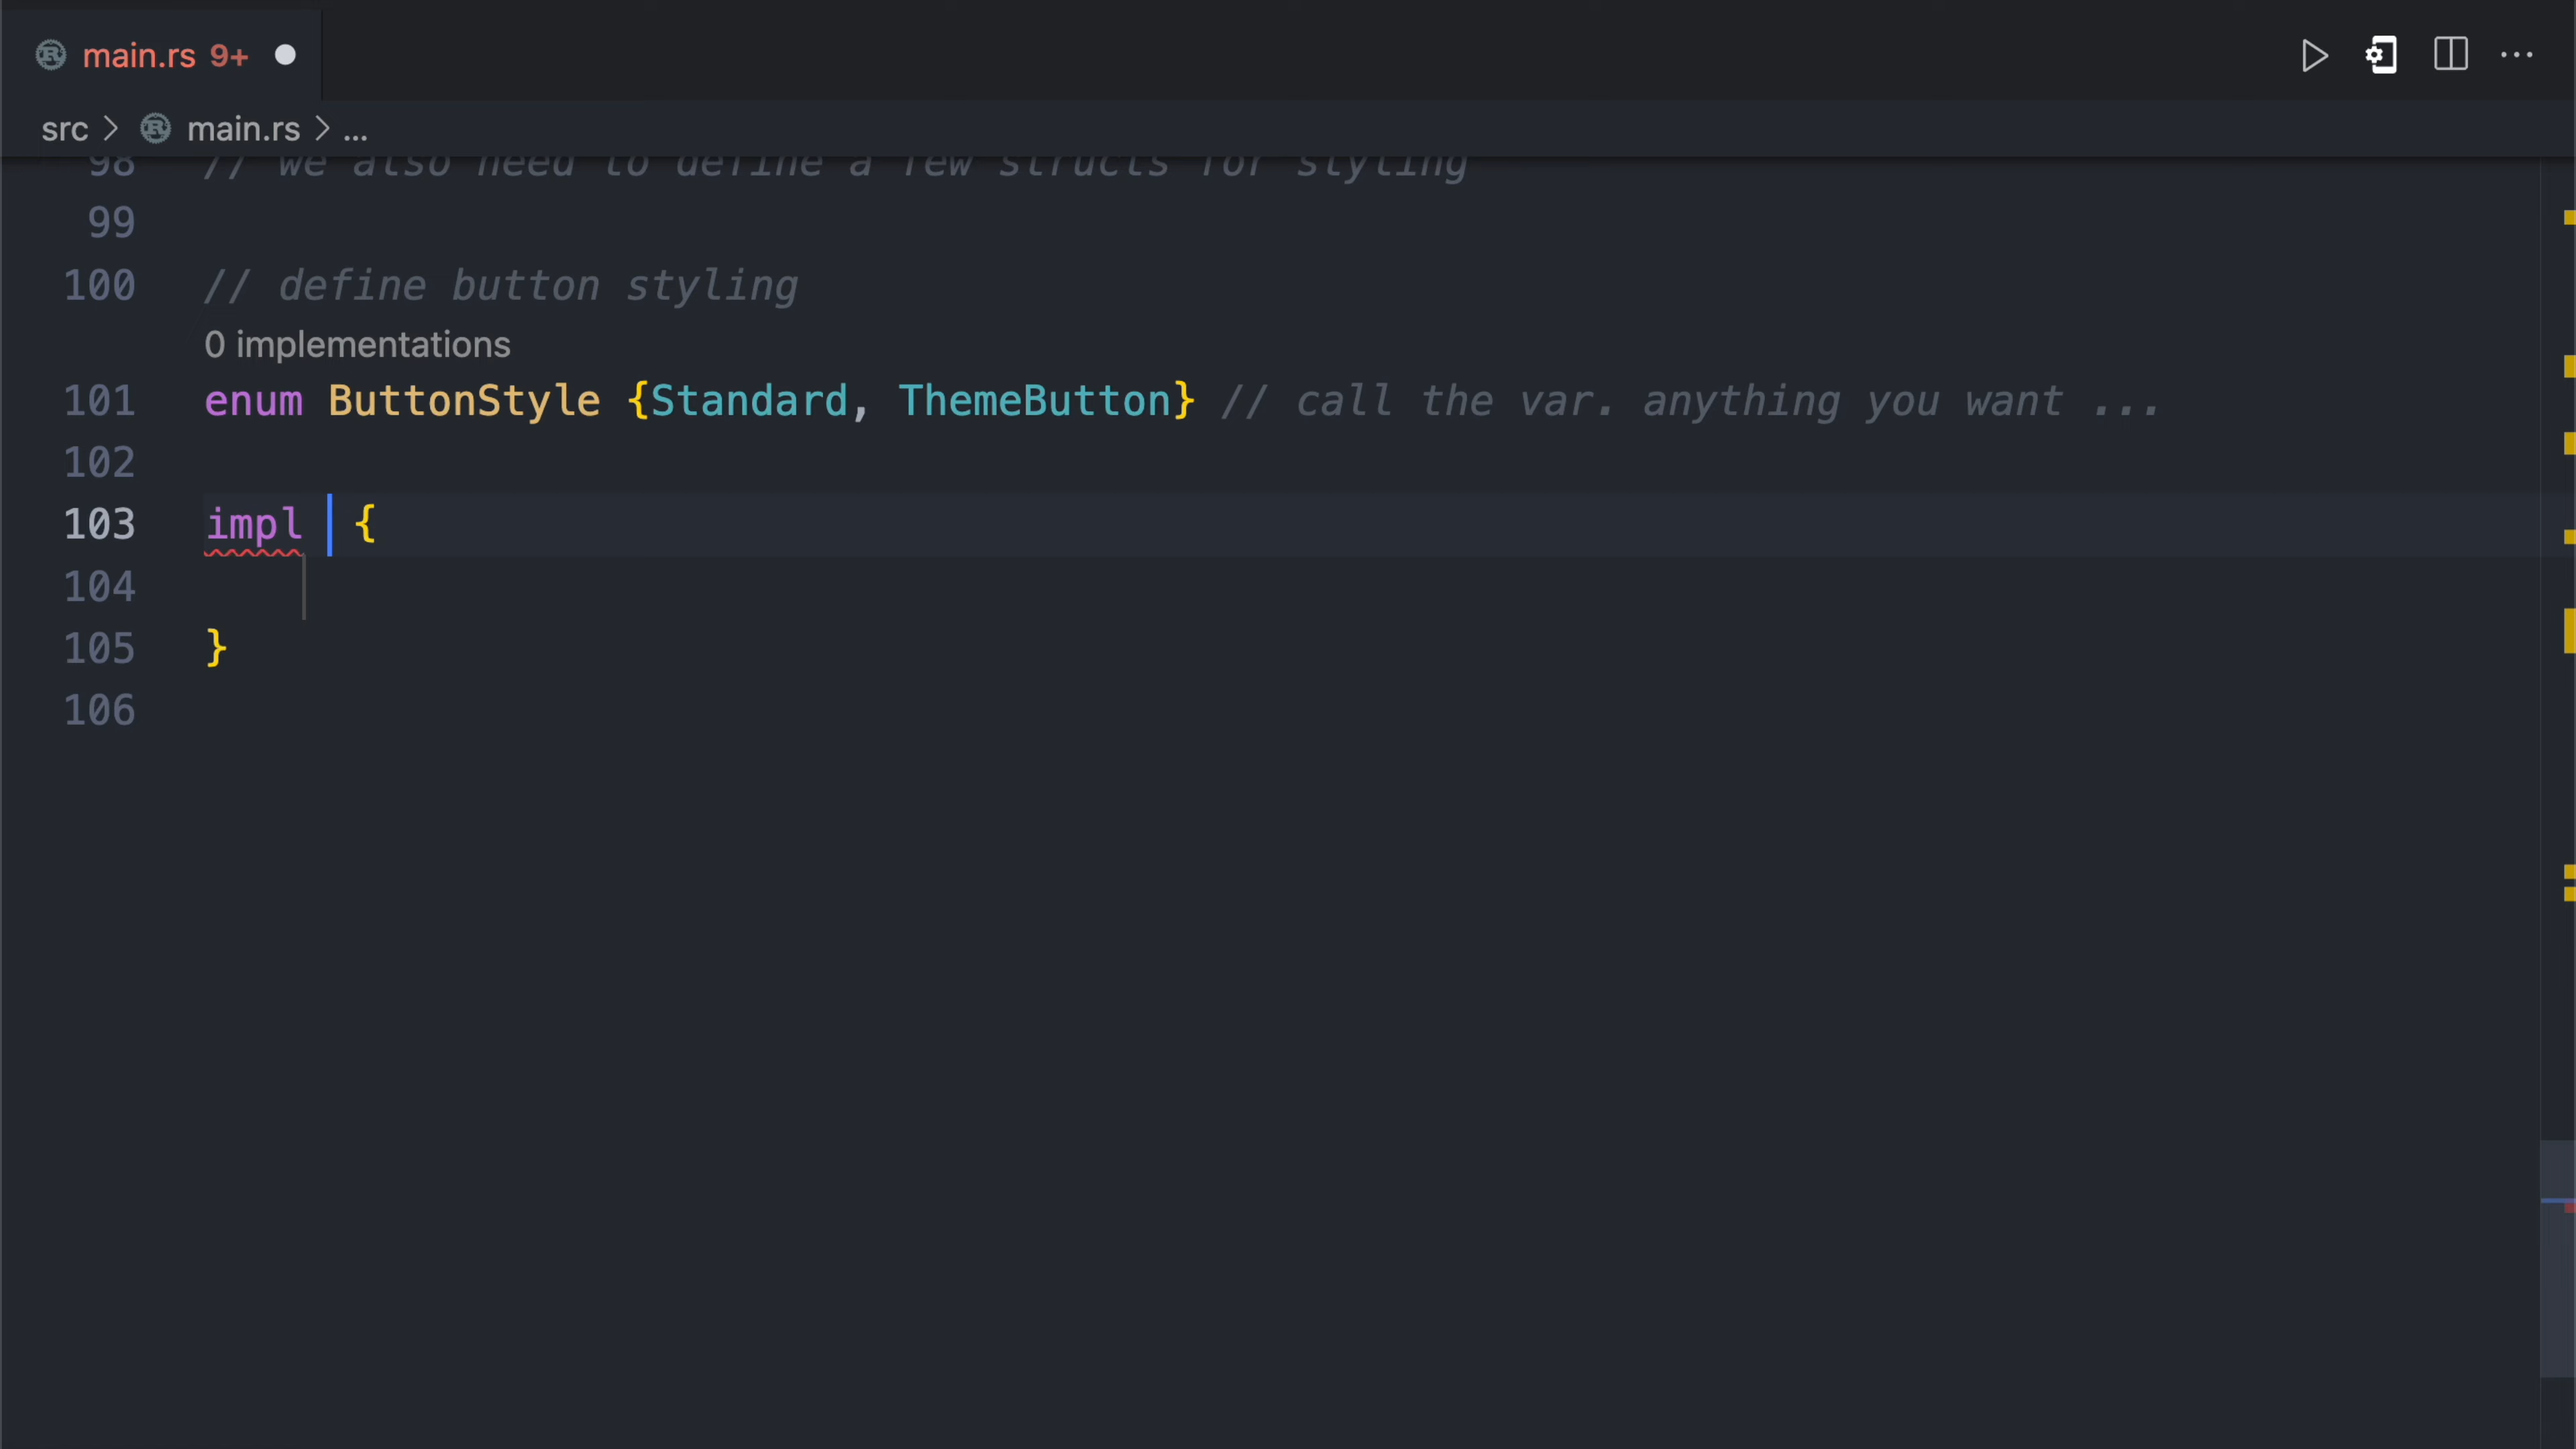 main.rs 9+
src > main.rs > ...
98 // we also need to define a few structs for styling
99
100 // define button styling
0 implementations
101 enum ButtonStyle {Standard, ThemeButton} // call the var. anything you want ...
102
103 impl {
104
105 }
106